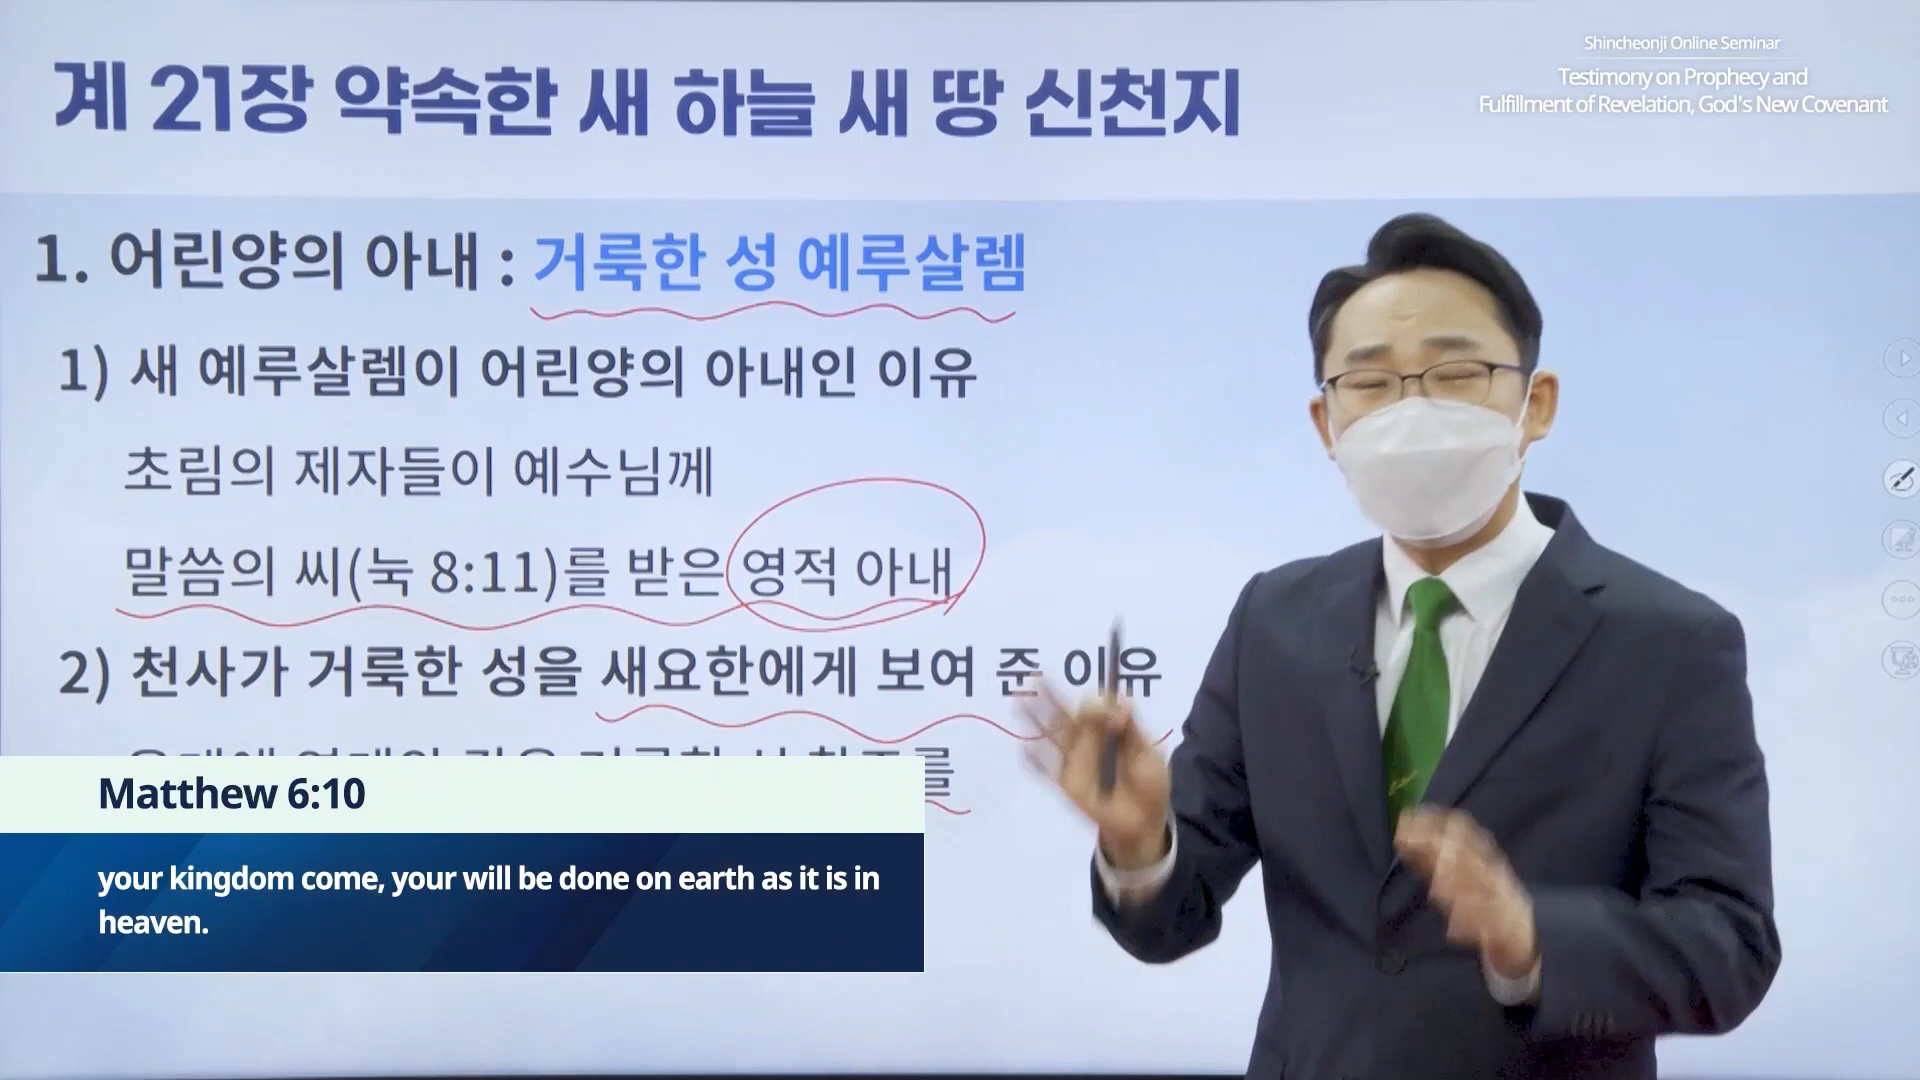 계 21장 약속한 새 하늘 새 땅 신천지
Shincheonji Online Seminar
Testimony on Prophecy and
Fulfillment of Revelation, God's New Covenant
1. 어린양의 아내 : 거룩한 성 예루살렘
1) 새 예루살렘이 어린양의 아내인 이유
초림의 제자들이 예수님께
말씀의 씨(눅 8:11)를 받은 영적 아내
2) 천사가 거룩한 성을 새요한에게 보여 준 이유
Matthew 6:10
your kingdom come, your will be done on earth as it is in
heaven.